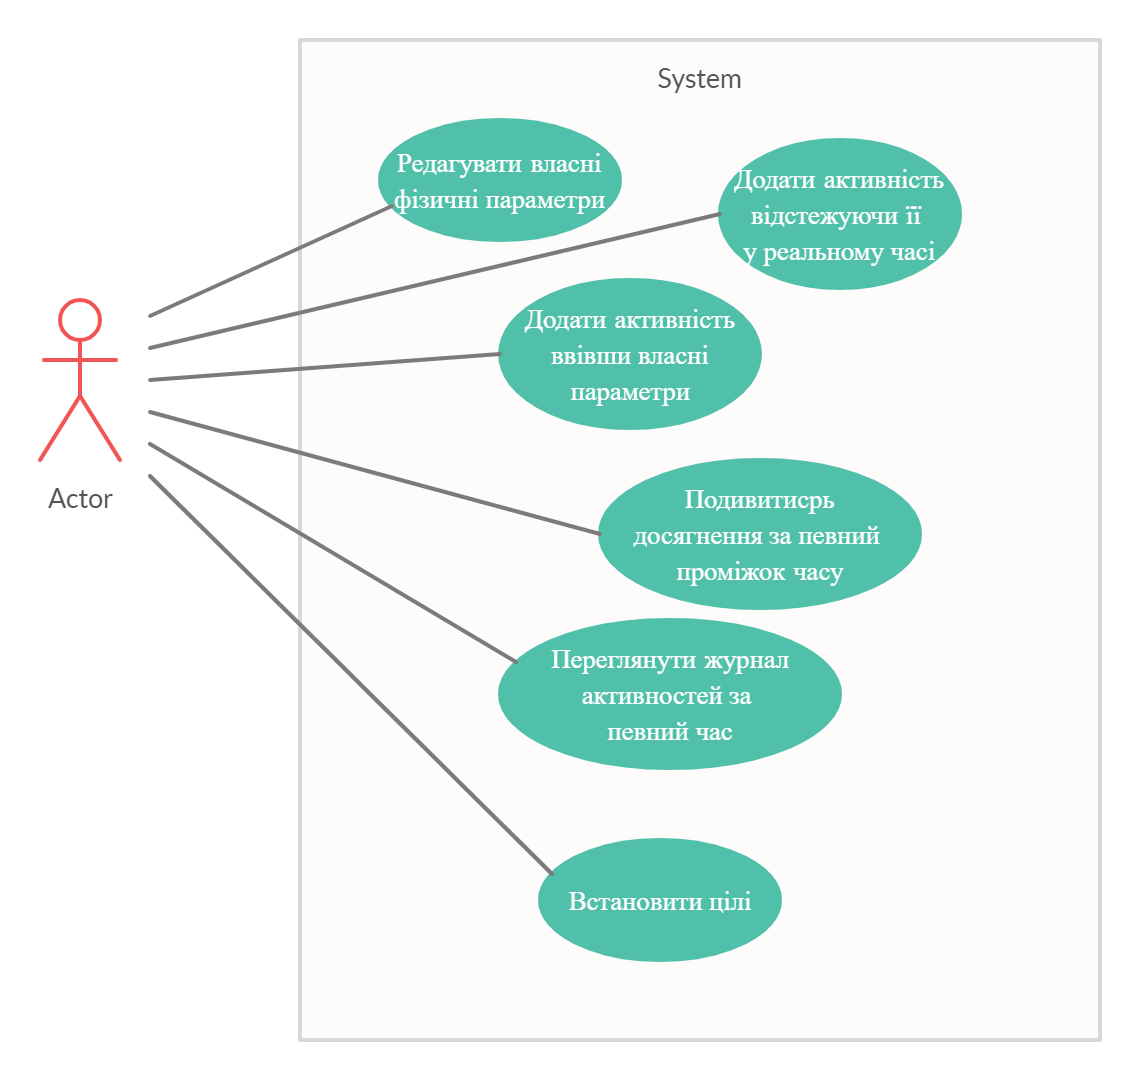 System
Редагувати власні
фізичні параметри
Додати активність
відстежуючи її
у реальному часі
Додати активність
ввівши власні
параметри
Actor
Подивитисрь
досягнення за певний
проміжок часу
Переглянути журнал
активностей за
певний час
Встановити цілі